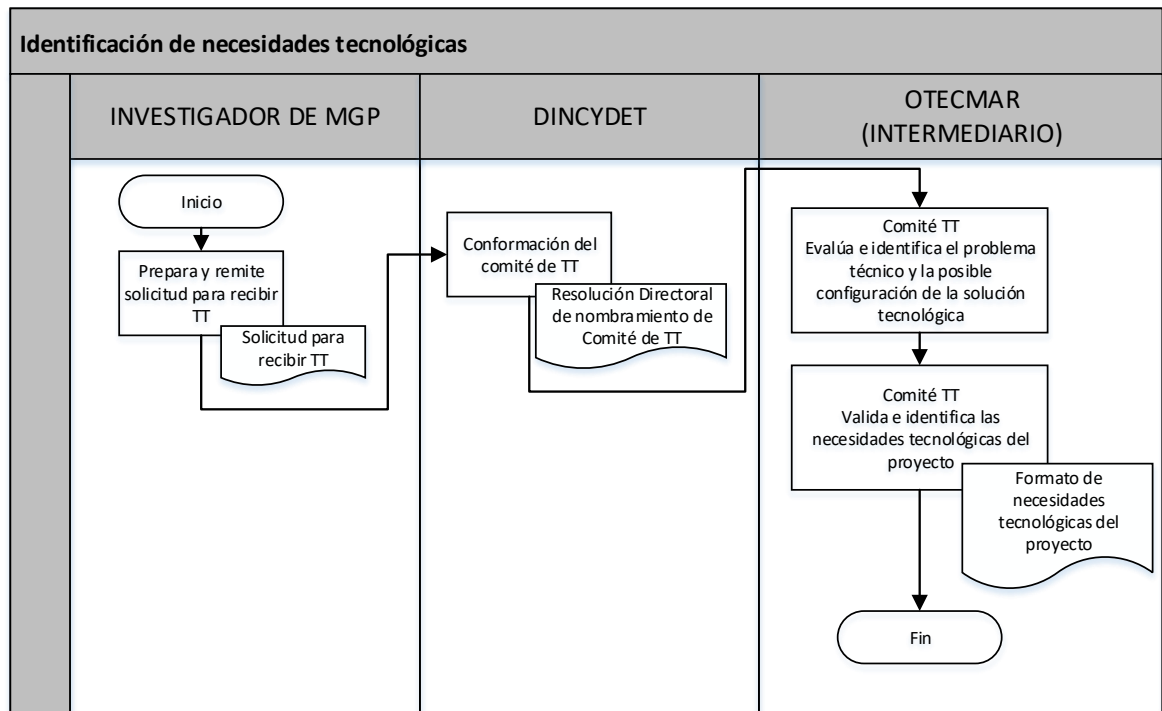 Identificación de necesidades tecnológicas
INVESTIGADOR DE MGP
DINCYDET
OTECMAR
(INTERMEDIARIO)
Inicio
Prepara y remite
solicitud para recibir
TT
Solicitud para
recibir TT
Conformación del
comité de TT
Resolución Directoral
de nombramiento de
Comité de TT
Comité TT
Evalúa e identifica el problema
técnico y la posible
configuración de la solución
tecnológica
Comité TT
Valida e identifica las
necesidades tecnológicas del
proyecto
Formato de
necesidades
tecnológicas del
proyecto
Fin